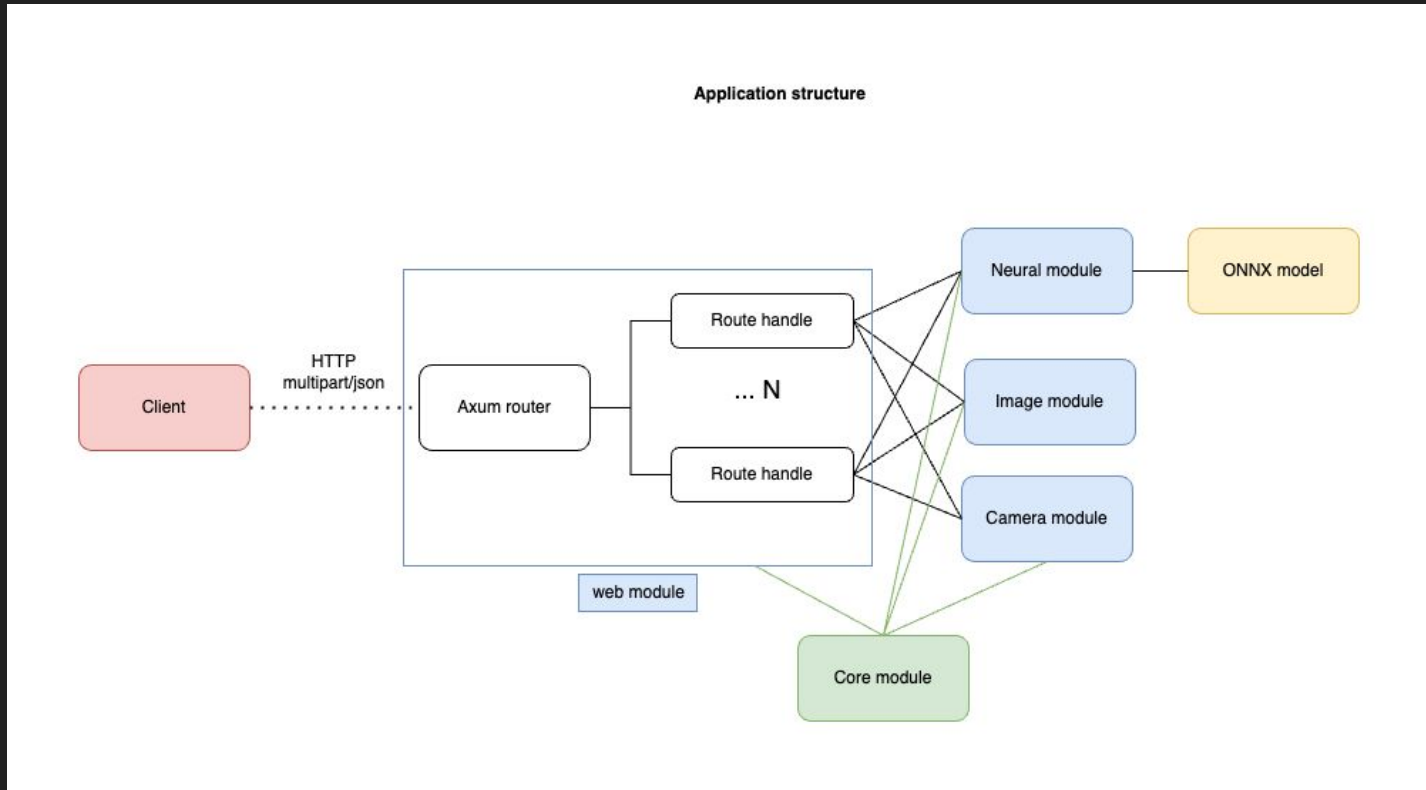 Application structure
Neural module
ONNX model
Route handle
HTTP
multipart/json
... N
Image module
Client
Axum router
Route handle
Camera module
web module
Core module